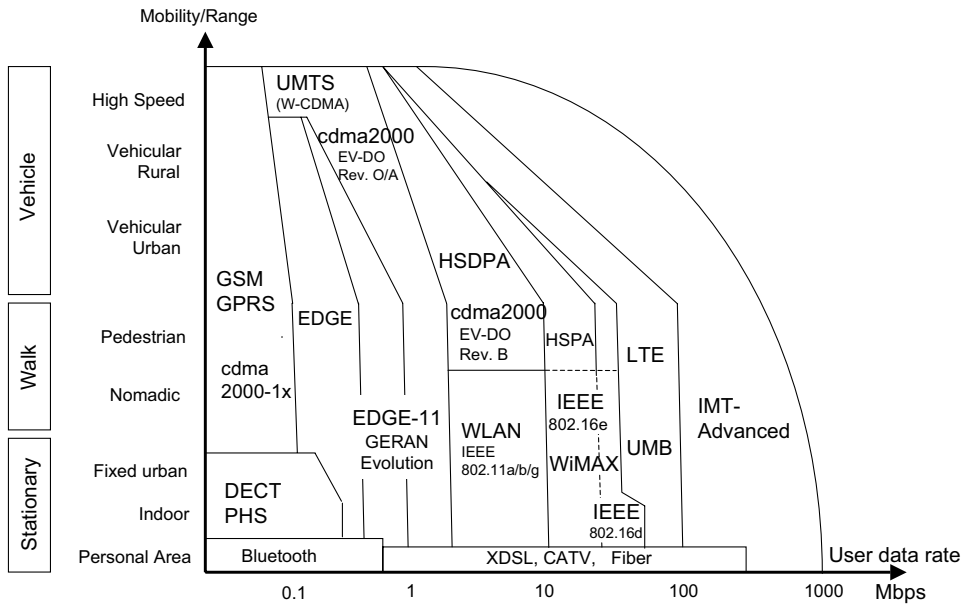 Mobility/Range
Vehicle
Walk
Stationary
High Speed
Vehicular
Rural
Vehicular
Urban
Pedestrian
Nomadic
Fixed urban
Indoor
Personal Area
UMTS
(W-CDMA)
cdma2000
EV-DO
Rev. O/A
GSM
GPRS
EDGE
cdma
2000-1x
HSDPA
cdma2000
EV-DO
Rev. B
HSPA
LTE
EDGE-11
GERAN
Evolution
WLAN
IEEE
802.11a/b/g
IEEE
802.16e
WiMAX
UMB
IMT-
Advanced
DECT
PHS
IEEE
802.16d
Bluetooth
XDSL, CATV, Fiber
User data rate
0.1
1
10
100
1000
Mbps